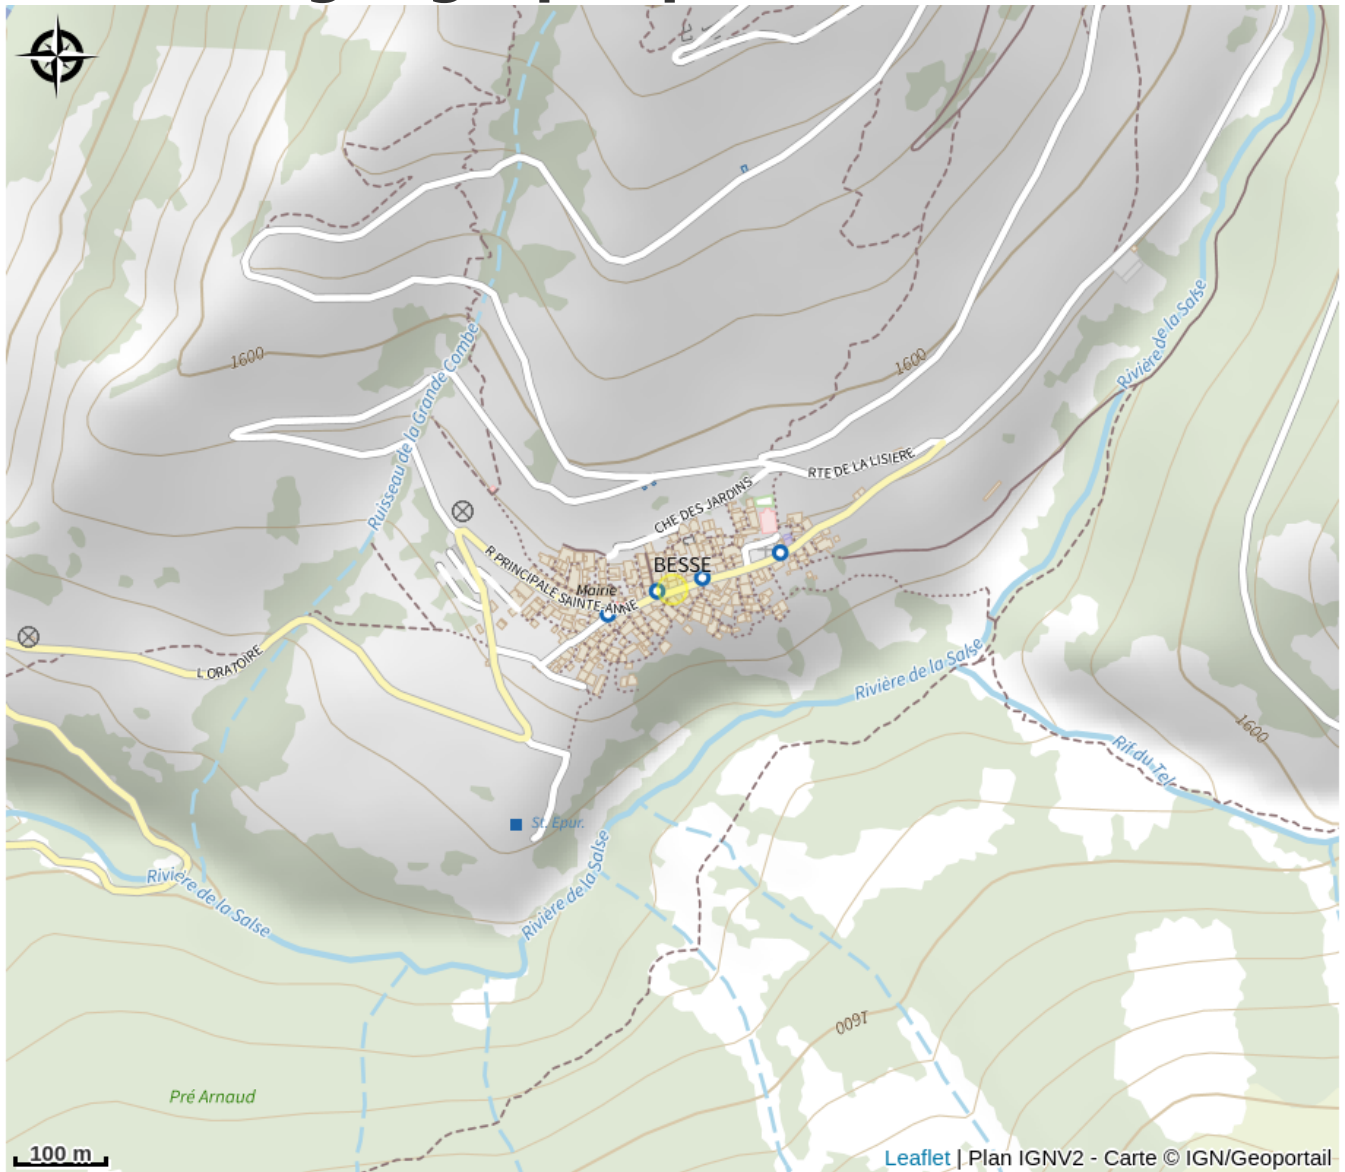 1600
Ruisseau de la Grande Combe
1600
Rivière de la Salse
RTE DE LA LISIERE
CHE DES JARDINS
R PRINCIPALE SAINTE-ANNE
BESSE
Mairie
L ORATOIRE
Rivière de la Salse
1600
Rif du Tel
St. Epur.
Rivière de la Salse
Rivière de la Salse
1600
Pré Arnaud
100 m
Leaflet | Plan IGNV2 - Carte © IGN/Geoportail